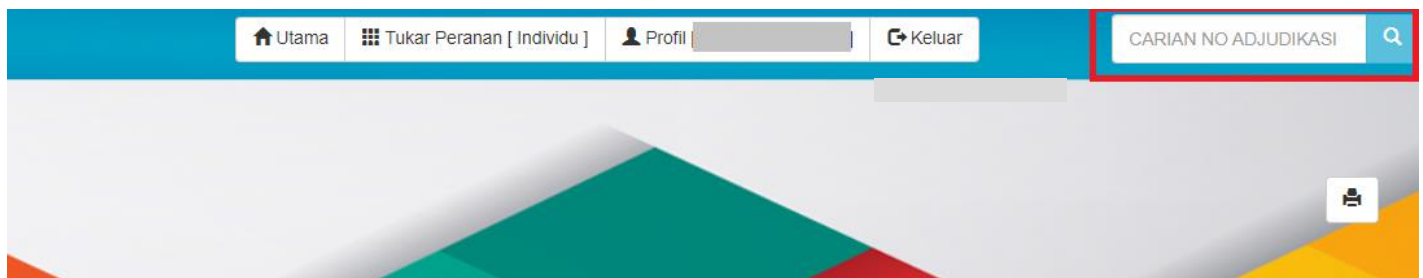 Utama
Tukar Peranan [ Individu ]
Profil [ ]
Keluar
CARIAN NO ADJUDIKASI